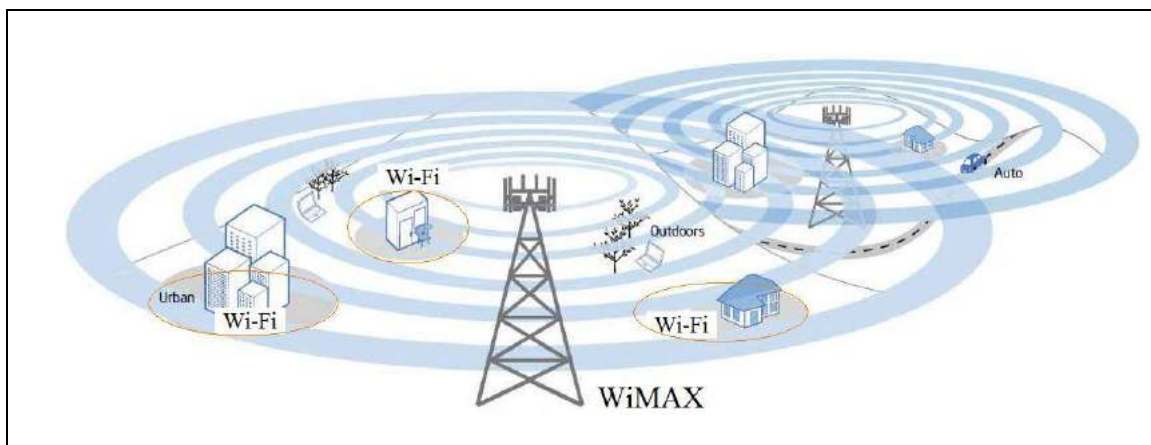 Wi-Fi
Auto
Outdoors
Urban
Wi-Fi
Wi-Fi
WiMAX